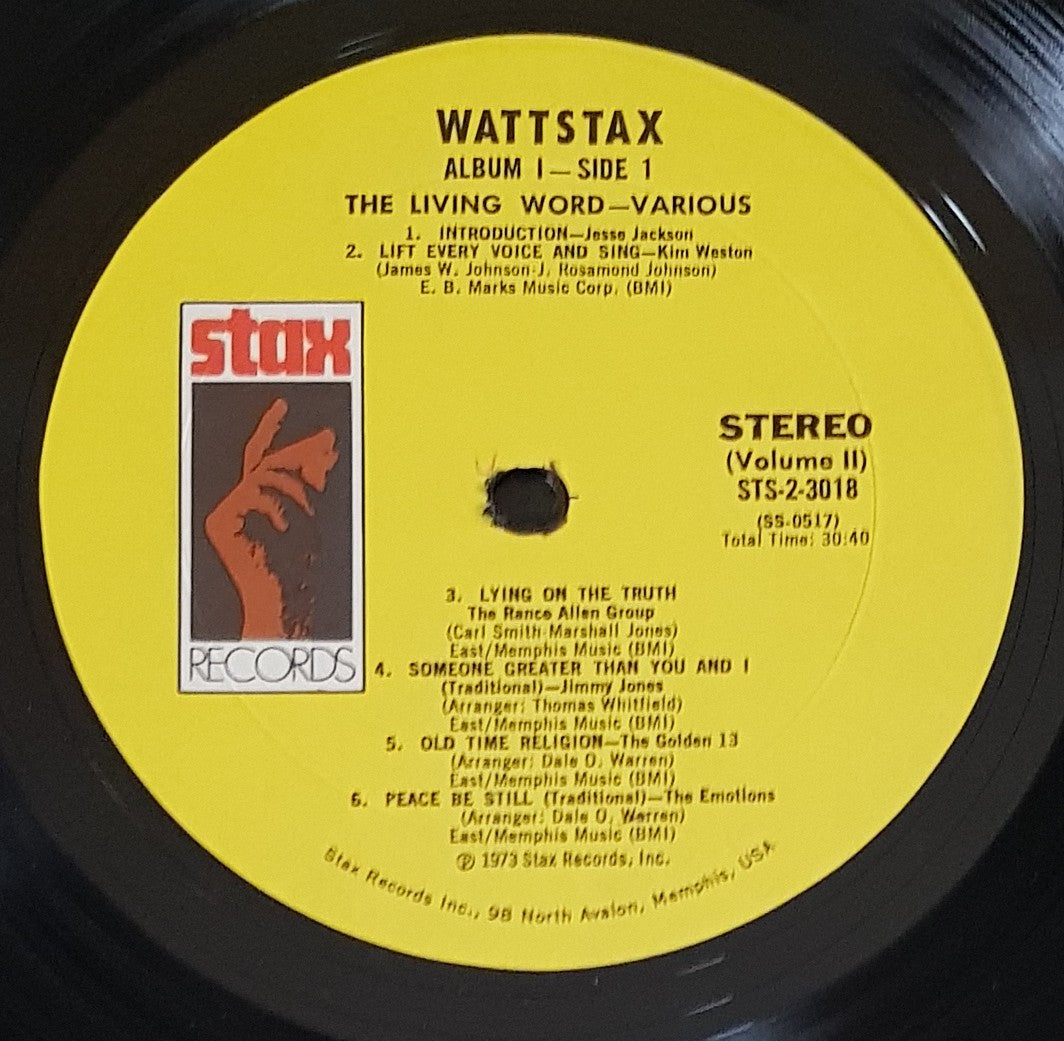 WATTSTAX
ALBUM I—SIDE 1
THE LIVING WORD—VARIOUS
1. INTRODUCTION—Jesse Jackson
2. LIFT EVERY VOICE AND SING—Kim Weston
(James W. Johnson-J. Rosamond Johnson)
E. B. Marks Music Corp. (BMI)
stax
RECORDS
STEREO
(Volume II)
STS-2-3018
(SS-0517)
Total Time: 30:40
3. LYING ON THE TRUTH
The Rance Allen Group
(Carl Smith-Marshall Jones)
East/Memphis Music (BMI)
4. SOMEONE GREATER THAN YOU AND I
(Traditional)—Jimmy Jones
(Arranger: Thomas Whitfield)
East/Memphis Music (BMI)
5. OLD TIME RELIGION—The Golden 13
(Arranger: Dale O. Warren)
East/Memphis Music (BMI)
6. PEACE BE STILL (Traditional)—The Emotions
(Arranger: Dale O. Warren)
East/Memphis Music (BMI)
℗ 1973 Stax Records, Inc.
Stax Records Inc., 98 North Avalon, Memphis, USA